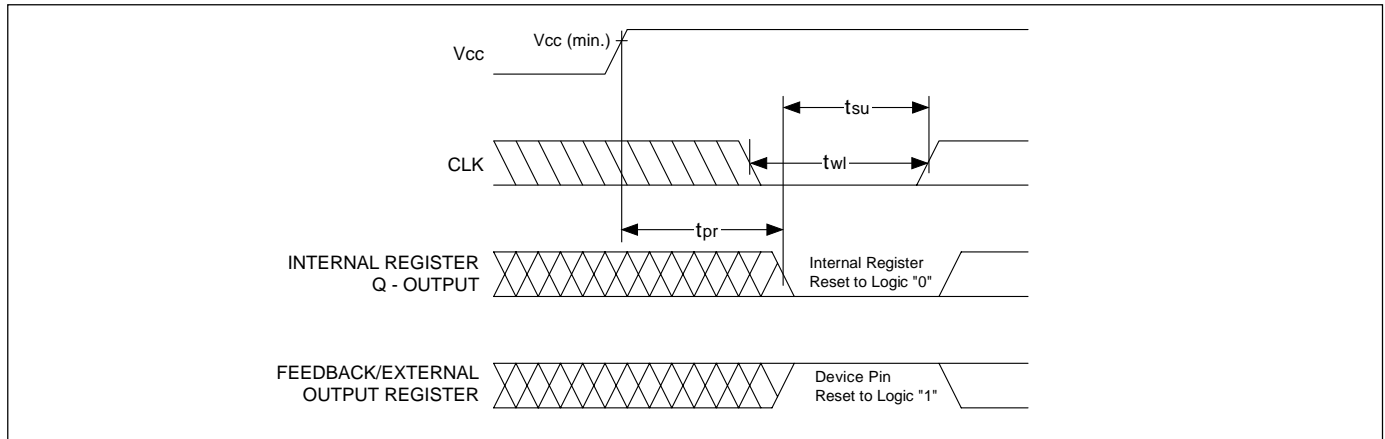 Vcc
Vcc (min.)
tsu
CLK
twl
tpr
INTERNAL REGISTER
Q - OUTPUT
Internal Register
Reset to Logic "0"
FEEDBACK/EXTERNAL
OUTPUT REGISTER
Device Pin
Reset to Logic "1"